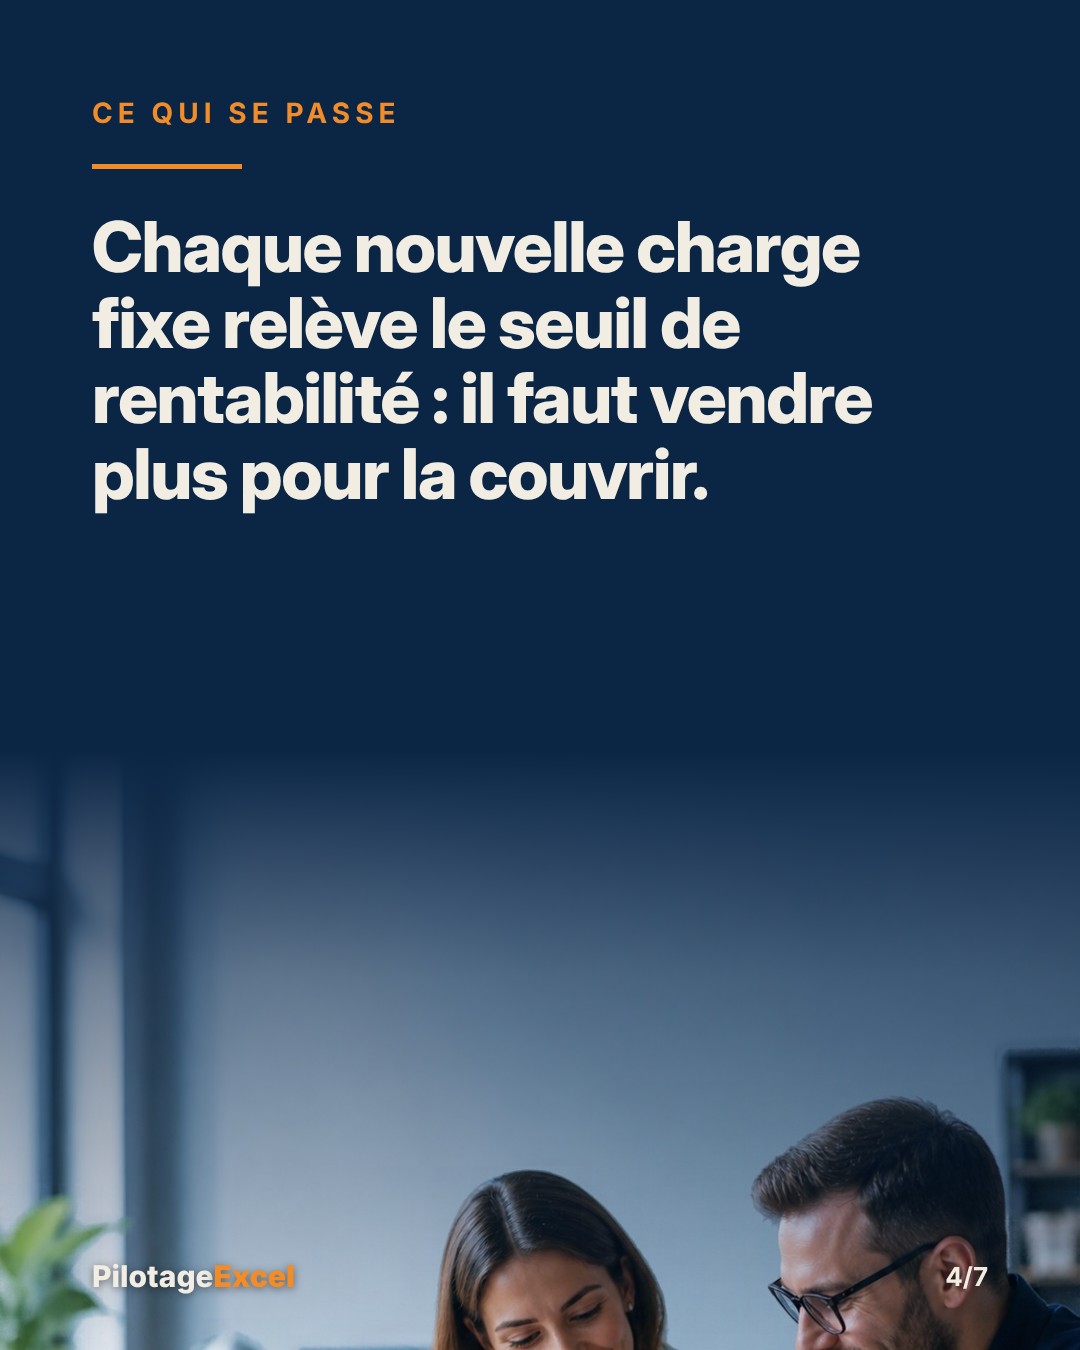 CE QUI SE PASSE
Chaque nouvelle charge
fixe relève le seuil de
rentabilité : il faut vendre
plus pour la couvrir.
PilotageExcel
4/7